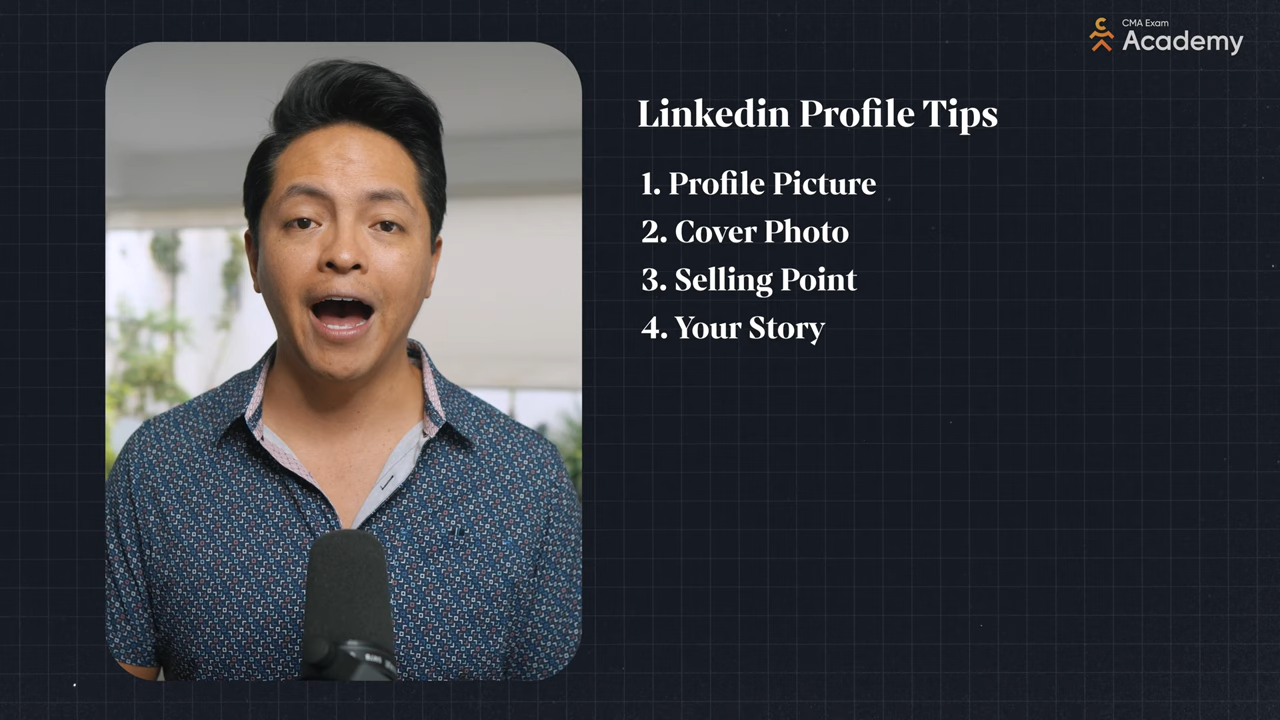 CMA Exam
Academy
Linkedin Profile Tips
1. Profile Picture
2. Cover Photo
3. Selling Point
4. Your Story